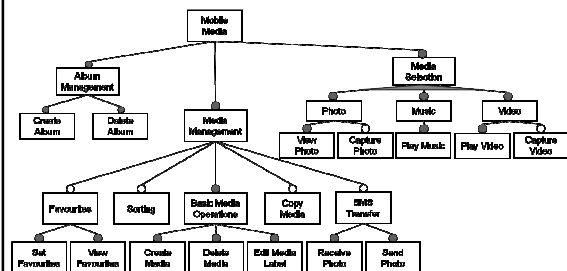 Mobile
Media
Album
Management
Media
Selection
Create
Album
Delete
Album
Media
Management
Photo
Music
Video
View
Photo
Capture
Photo
Play Music
Play Video
Capture
Video
Favourites
Sorting
Basic Media
Operations
Copy
Media
SMS
Transfer
Set
Favourites
View
Favourites
Create
Media
Delete
Media
Edit Media
Label
Receive
Photo
Send
Photo